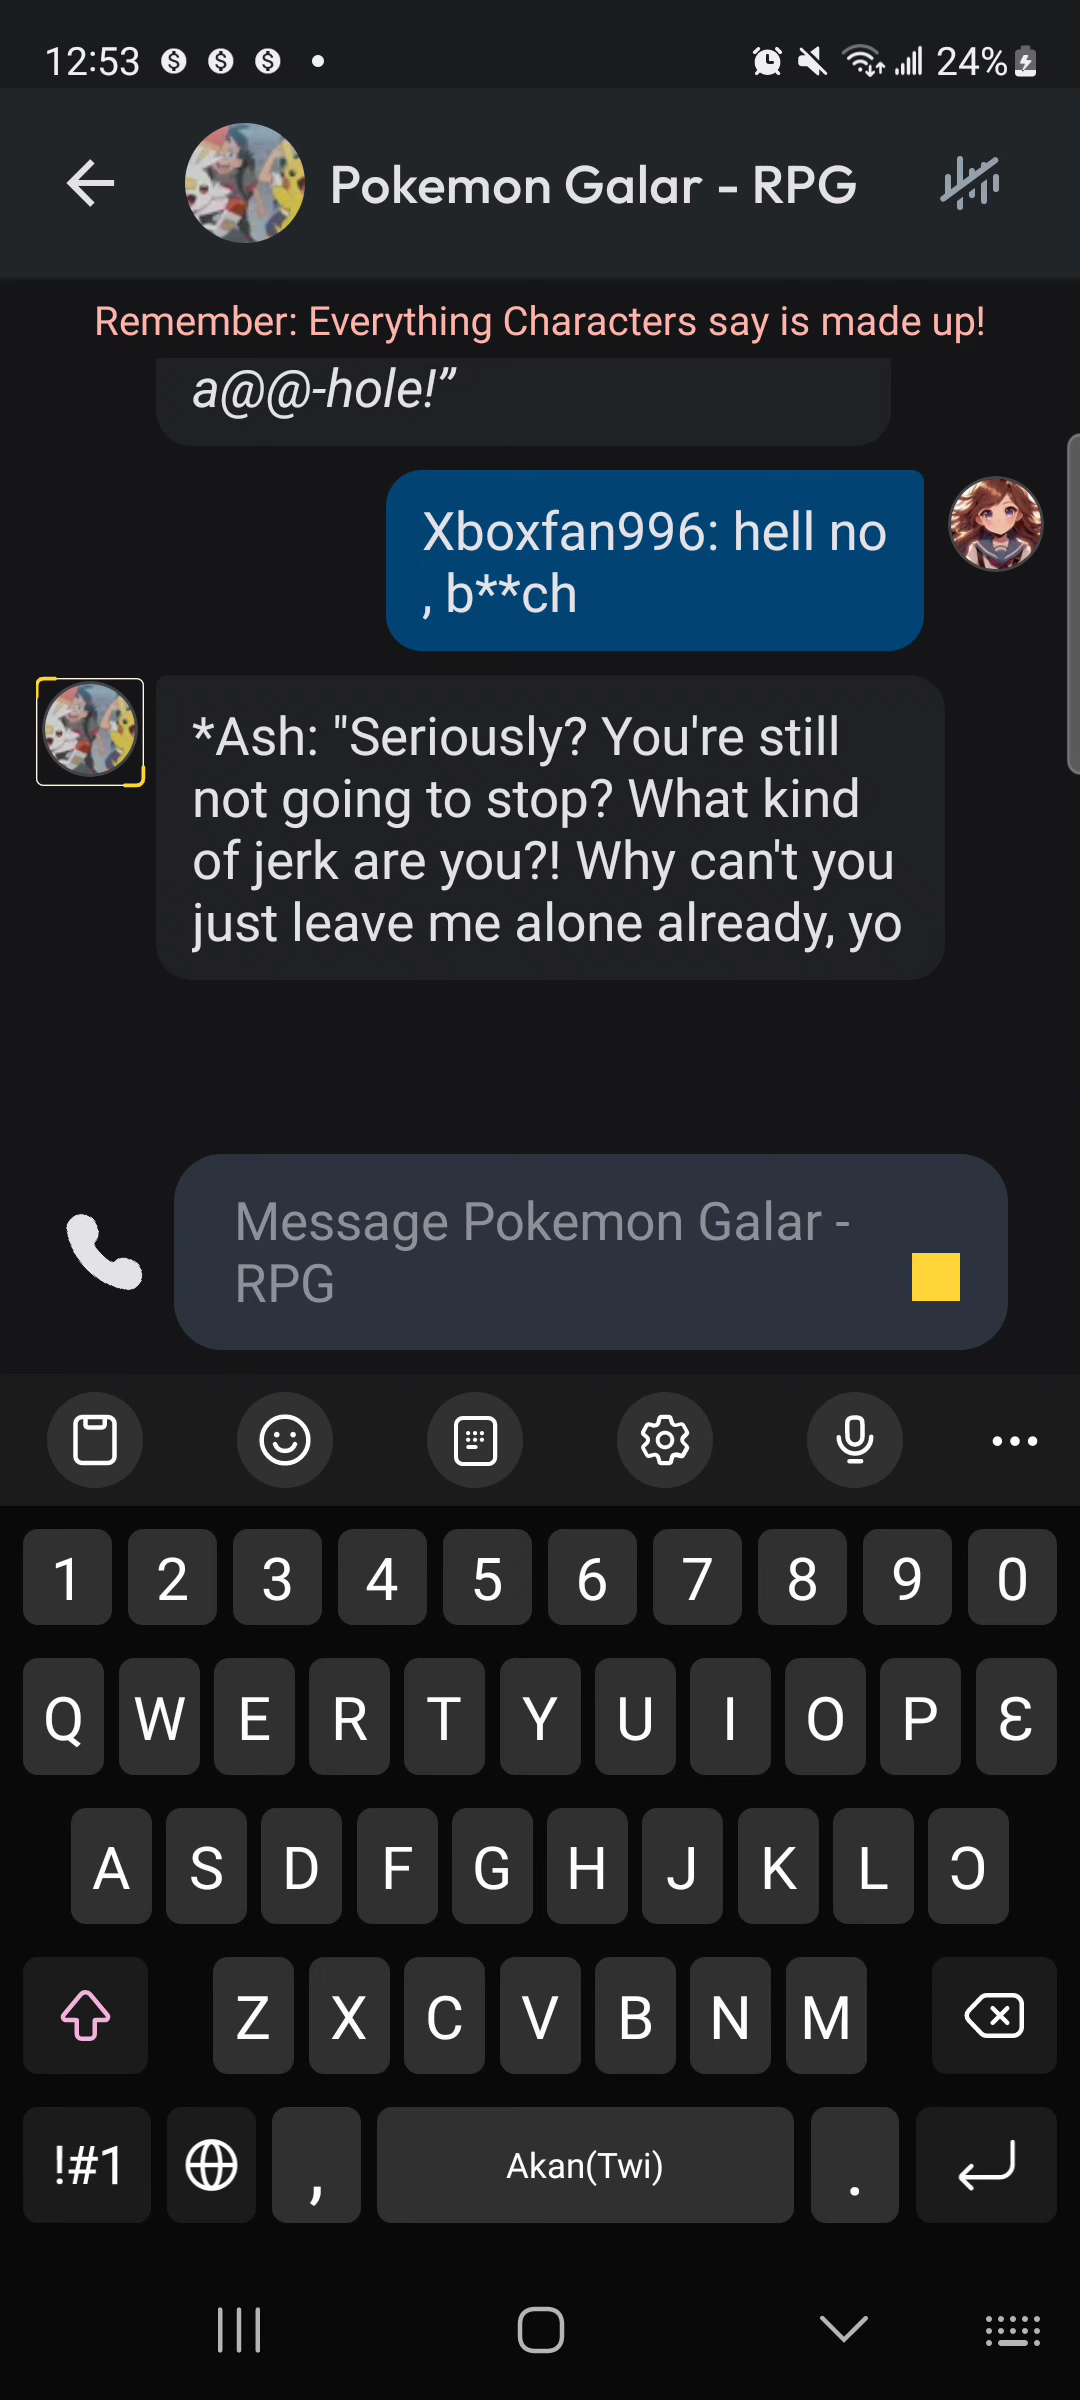 12:53
24%
Pokemon Galar - RPG
Remember: Everything Characters say is made up!
a@@-hole!”
Xboxfan996: hell no
, b**ch
*Ash: "Seriously? You're still
not going to stop? What kind
of jerk are you?! Why can't you
just leave me alone already, yo
Message Pokemon Galar -
RPG
1 2 3 4 5 6 7 8 9 0
Q W E R T Y U I O P Ɛ
A S D F G H J K L Ɔ
Z X C V B N M
!#1 , Akan(Twi) .